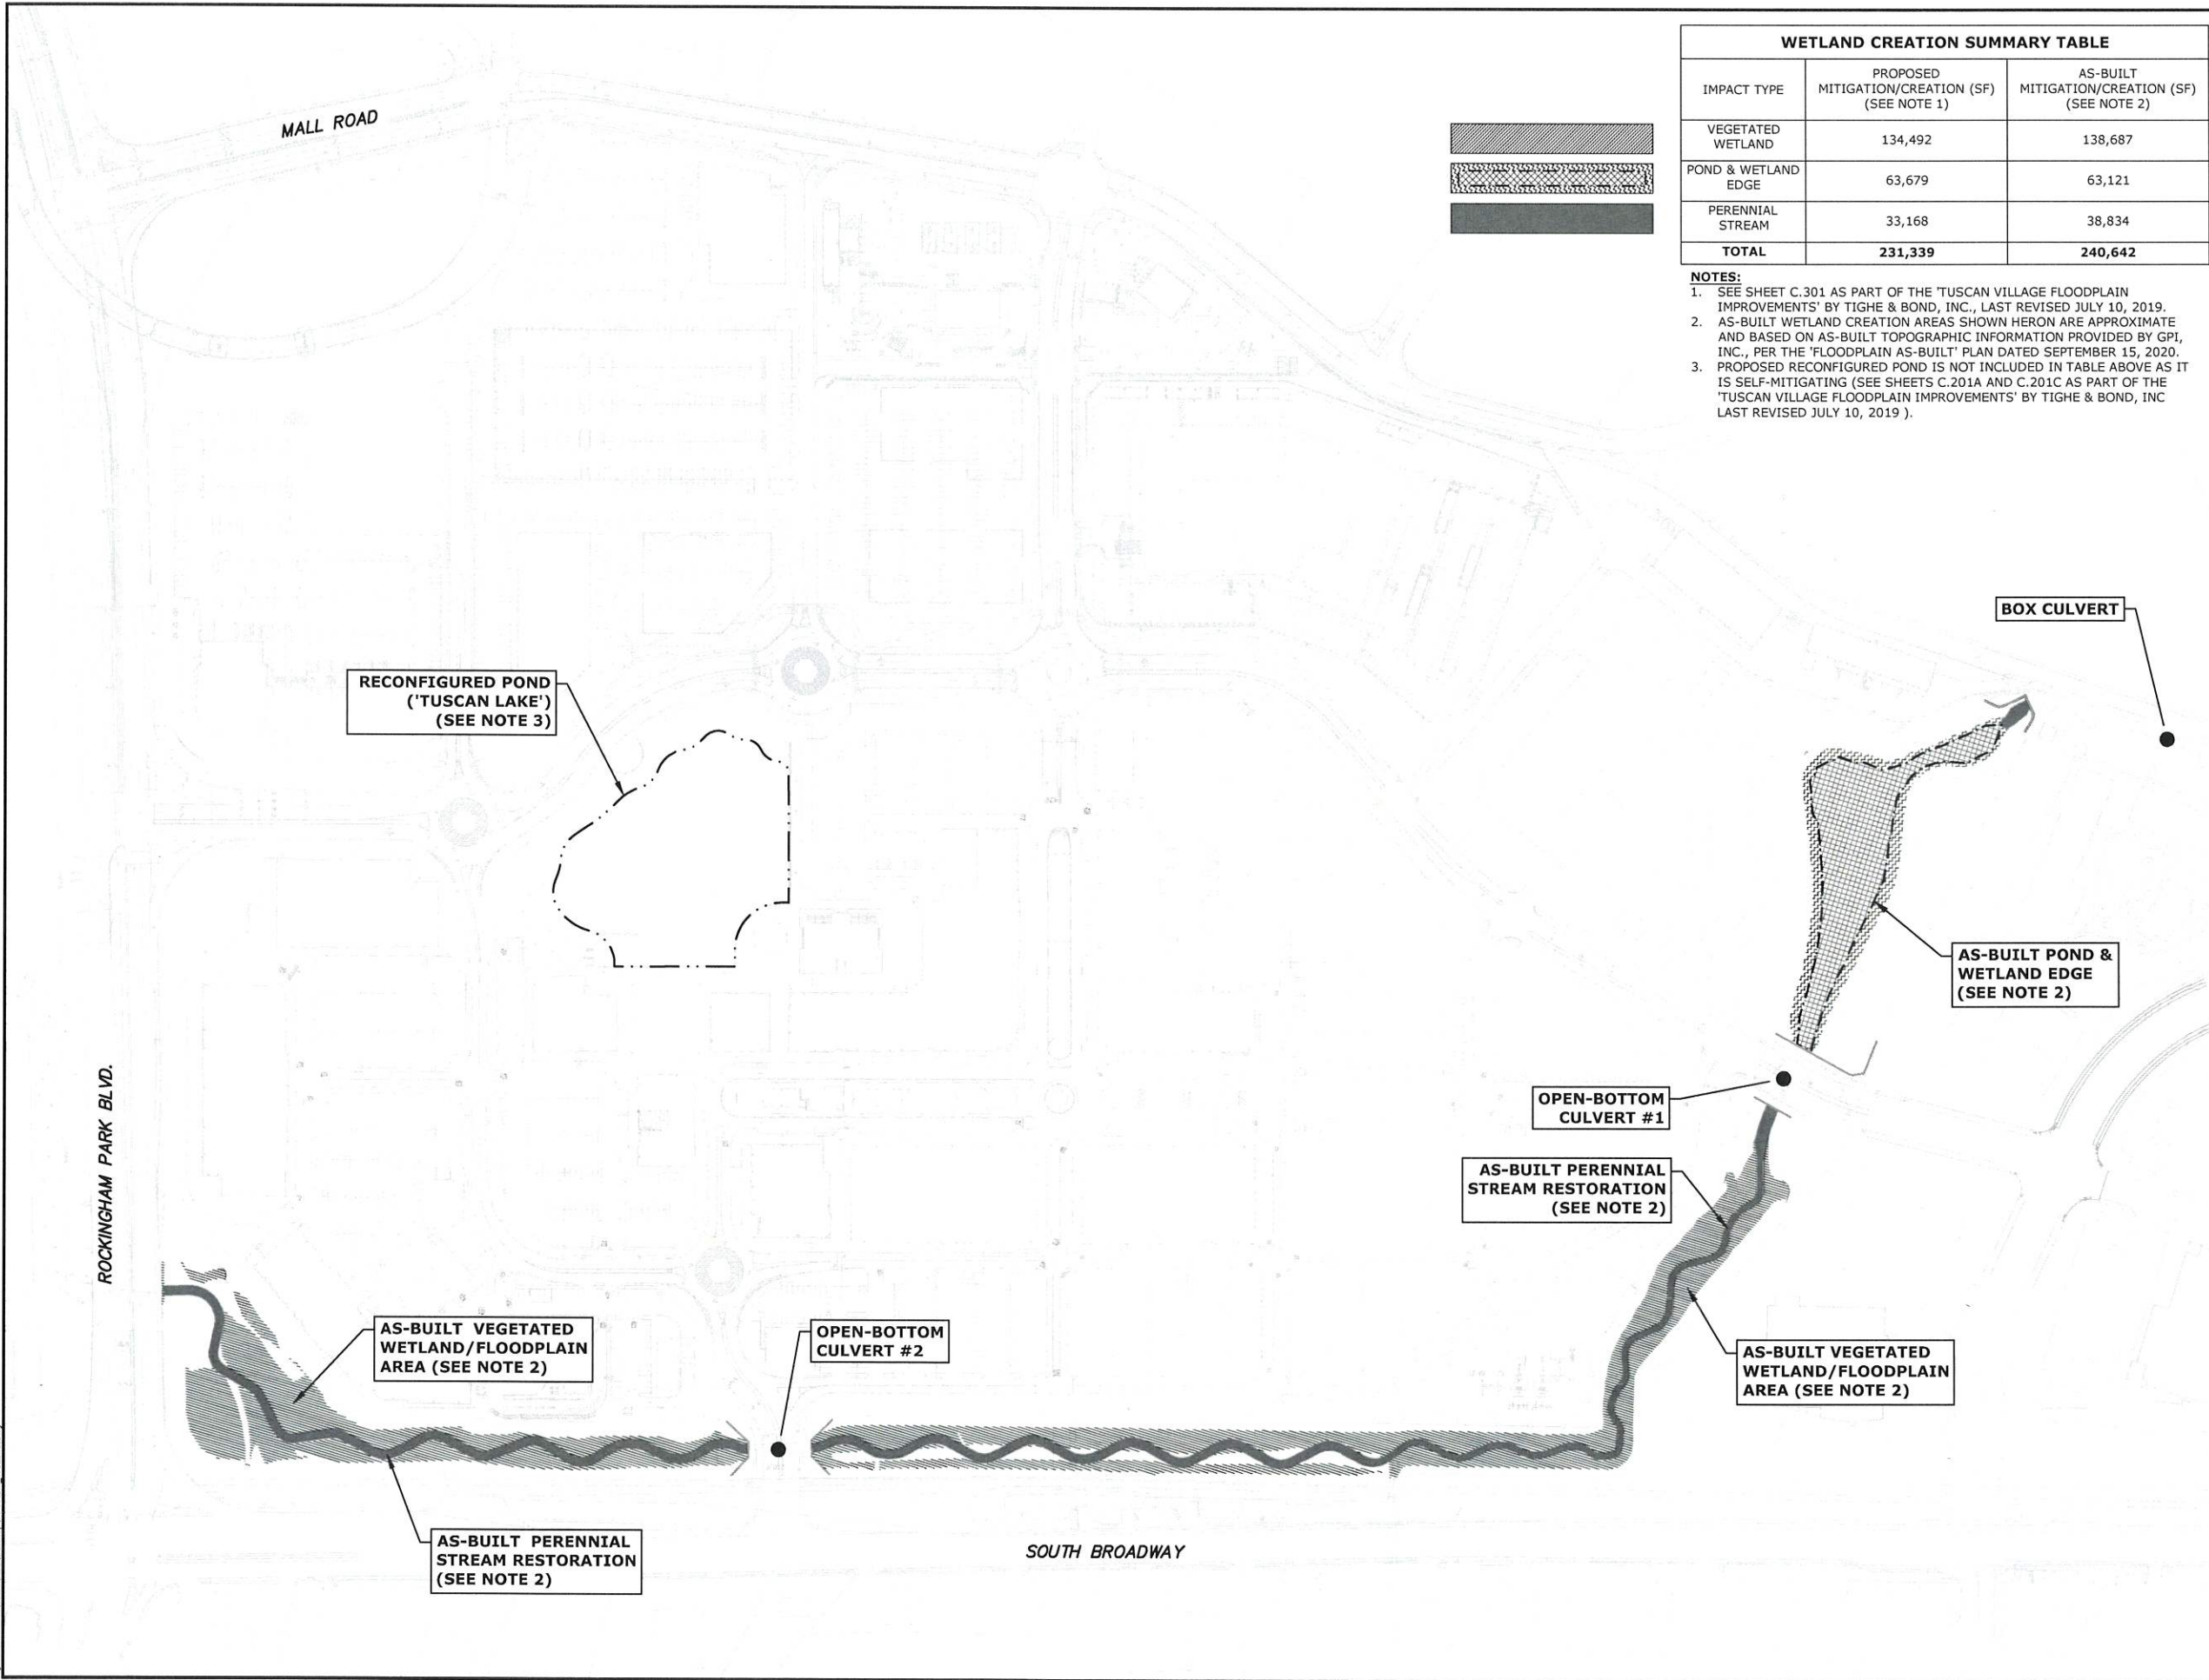 WETLAND CREATION SUMMARY TABLE
IMPACT TYPE
PROPOSED
MITIGATION/CREATION (SF)
(SEE NOTE 1)
AS-BUILT
MITIGATION/CREATION (SF)
(SEE NOTE 2)
VEGETATED
WETLAND
134,492
138,687
POND & WETLAND
EDGE
63,679
63,121
PERENNIAL
STREAM
33,168
38,834
TOTAL
231,339
240,642
NOTES:
1. SEE SHEET C.301 AS PART OF THE 'TUSCAN VILLAGE FLOODPLAIN
IMPROVEMENTS' BY TIGHE & BOND, INC., LAST REVISED JULY 10, 2019.
2. AS-BUILT WETLAND CREATION AREAS SHOWN HERON ARE APPROXIMATE
AND BASED ON AS-BUILT TOPOGRAPHIC INFORMATION PROVIDED BY GPI,
INC., PER THE 'FLOODPLAIN AS-BUILT' PLAN DATED SEPTEMBER 15, 2020.
3. PROPOSED RECONFIGURED POND IS NOT INCLUDED IN TABLE ABOVE AS IT
IS SELF-MITIGATING (SEE SHEETS C.201A AND C.201C AS PART OF THE
'TUSCAN VILLAGE FLOODPLAIN IMPROVEMENTS' BY TIGHE & BOND, INC
LAST REVISED JULY 10, 2019 ).
MALL ROAD
BOX CULVERT
RECONFIGURED POND
('TUSCAN LAKE')
(SEE NOTE 3)
AS-BUILT POND &
WETLAND EDGE
(SEE NOTE 2)
OPEN-BOTTOM
CULVERT #1
AS-BUILT PERENNIAL
STREAM RESTORATION
(SEE NOTE 2)
ROCKINGHAM PARK BLVD.
AS-BUILT VEGETATED
WETLAND/FLOODPLAIN
AREA (SEE NOTE 2)
OPEN-BOTTOM
CULVERT #2
AS-BUILT VEGETATED
WETLAND/FLOODPLAIN
AREA (SEE NOTE 2)
AS-BUILT PERENNIAL
STREAM RESTORATION
(SEE NOTE 2)
SOUTH BROADWAY